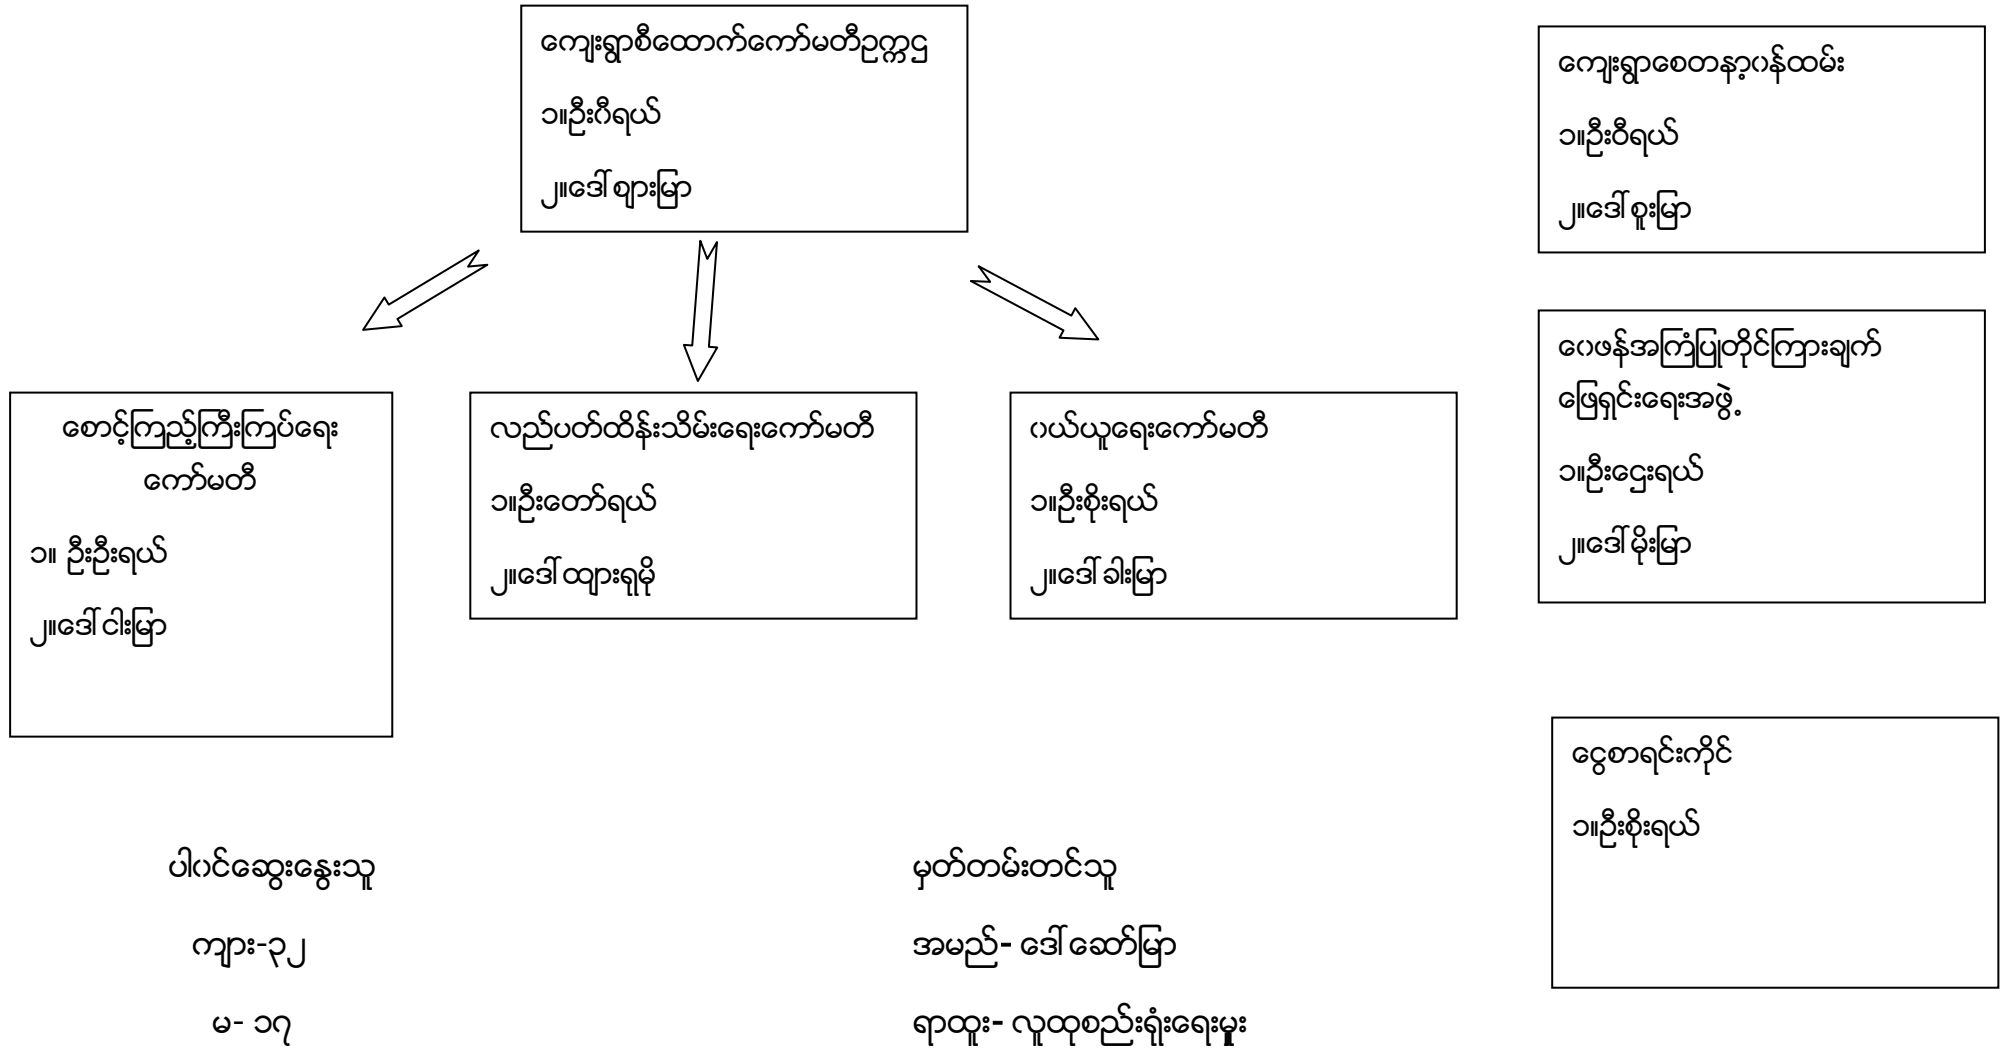 ကျေးရွာစီထောက်ကော်မတီဥက္ကဌ
၁။ဦးဂီရယ်
၂။ဒေါ်ဈားမြာ
ကျေးရွာစေတနာ့ဝန်ထမ်း
၁။ဦးဝီရယ်
၂။ဒေါ်စူးမြာ
ဝေဖန်အကြံပြုတိုင်ကြားချက်
ဖြေရှင်းရေးအဖွဲ့
၁။ဦးဌေးရယ်
၂။ဒေါ်မိုးမြာ
စောင့်ကြည့်ကြီးကြပ်ရေး
ကော်မတီ
၁။ ဦးဦးရယ်
၂။ဒေါ်ငါးမြာ
လည်ပတ်ထိန်းသိမ်းရေးကော်မတီ
၁။ဦးတော်ရယ်
၂။ဒေါ်ထျားရုမို
ဝယ်ယူရေးကော်မတီ
၁။ဦးစိုးရယ်
၂။ဒေါ်ခါးမြာ
ငွေစာရင်းကိုင်
၁။ဦးစိုးရယ်
ပါဝင်ဆွေးနွေးသူ
ကျား-၃၂
မ- ၁၇
မှတ်တမ်းတင်သူ
အမည်- ဒေါ်ဆော်မြာ
ရာထူး- လူထုစည်းရုံးရေးမှူး